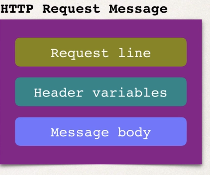 HTTP Request Message
Request line
Header variables
Message body